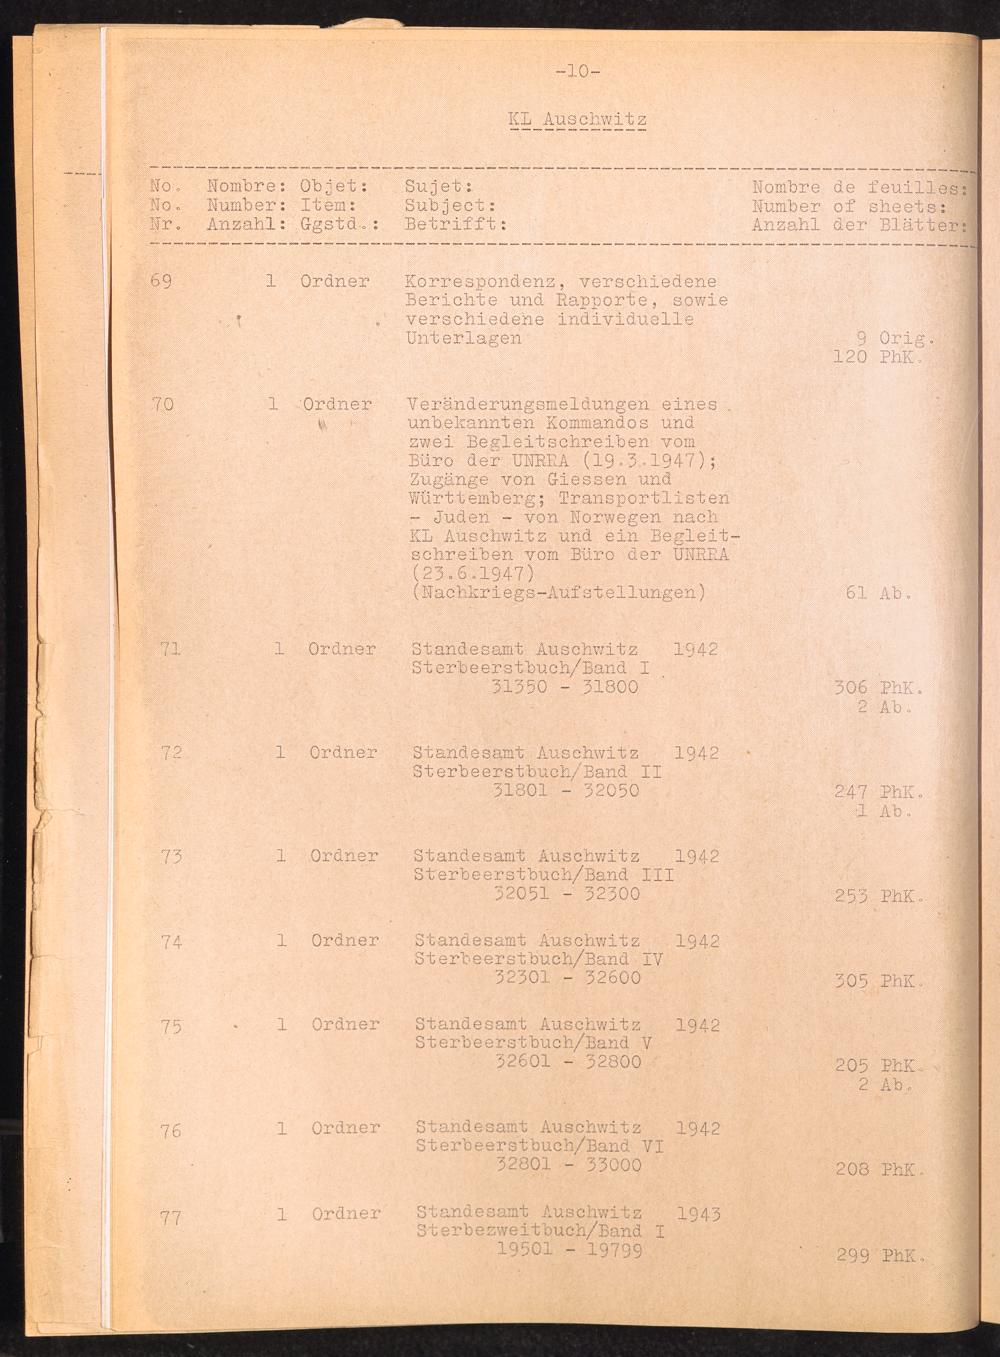 -10-
KL Auschwitz
No. Nombre: Objet: Sujet: Nombre de feuilles:
No. Number: Item: Subject: Number of sheets:
Nr. Anzahl: Ggstd.: Betrifft: Anzahl der Blätter:
69 1 Ordner Korrespondenz, verschiedene
Berichte und Rapporte, sowie
verschiedene individuelle
Unterlagen 9 Orig.
120 PhK.
70 1 Ordner Veränderungsmeldungen eines
unbekannten Kommandos und
zwei Begleitschreiben vom
Büro der UNRRA (19.3.1947);
Zugänge von Giessen und
Württemberg; Transportlisten
- Juden - von Norwegen nach
KL Auschwitz und ein Begleit-
schreiben vom Büro der UNRRA
(23.6.1947)
(Nachkriegs-Aufstellungen) 61 Ab.
71 1 Ordner Standesamt Auschwitz 1942
Sterbeerstbuch/Band I
31350 - 31800 306 PhK.
2 Ab.
72 1 Ordner Standesamt Auschwitz 1942
Sterbeerstbuch/Band II
31801 - 32050 247 PhK.
1 Ab.
73 1 Ordner Standesamt Auschwitz 1942
Sterbeerstbuch/Band III
32051 - 32300 253 PhK.
74 1 Ordner Standesamt Auschwitz 1942
Sterbeerstbuch/Band IV
32301 - 32600 305 PhK.
75 1 Ordner Standesamt Auschwitz 1942
Sterbeerstbuch/Band V
32601 - 32800 205 PhK.
2 Ab.
76 1 Ordner Standesamt Auschwitz 1942
Sterbeerstbuch/Band VI
32801 - 33000 208 PhK.
77 1 Ordner Standesamt Auschwitz 1943
Sterbezweitbuch/Band I
19501 - 19799 299 PhK.